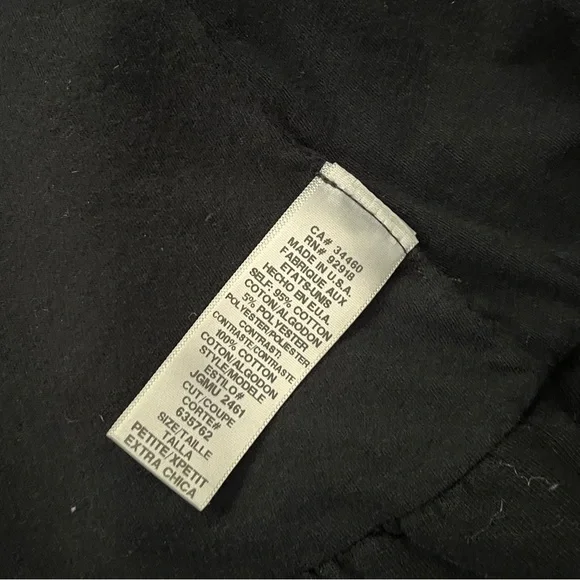 CA# 34460
RN# 92918
MADE IN U.S.A.
FABRIQUE AUX
ETATS-UNIS
HECHO EN E.U.A.
SELF: 95% COTTON
COTON/ALGODON
5% POLYESTER
POLYESTER/POLIESTER
CONTRAST:
CONTRASTE/CONTRASTE
100% COTTON
COTON/ALGODON
STYLE/MODELE
ESTILO#
JGMU 2461
CUT/COUPE
CORTE#
635762
SIZE/TAILLE
TALLA
PETITE/XPETIT
EXTRA CHICA